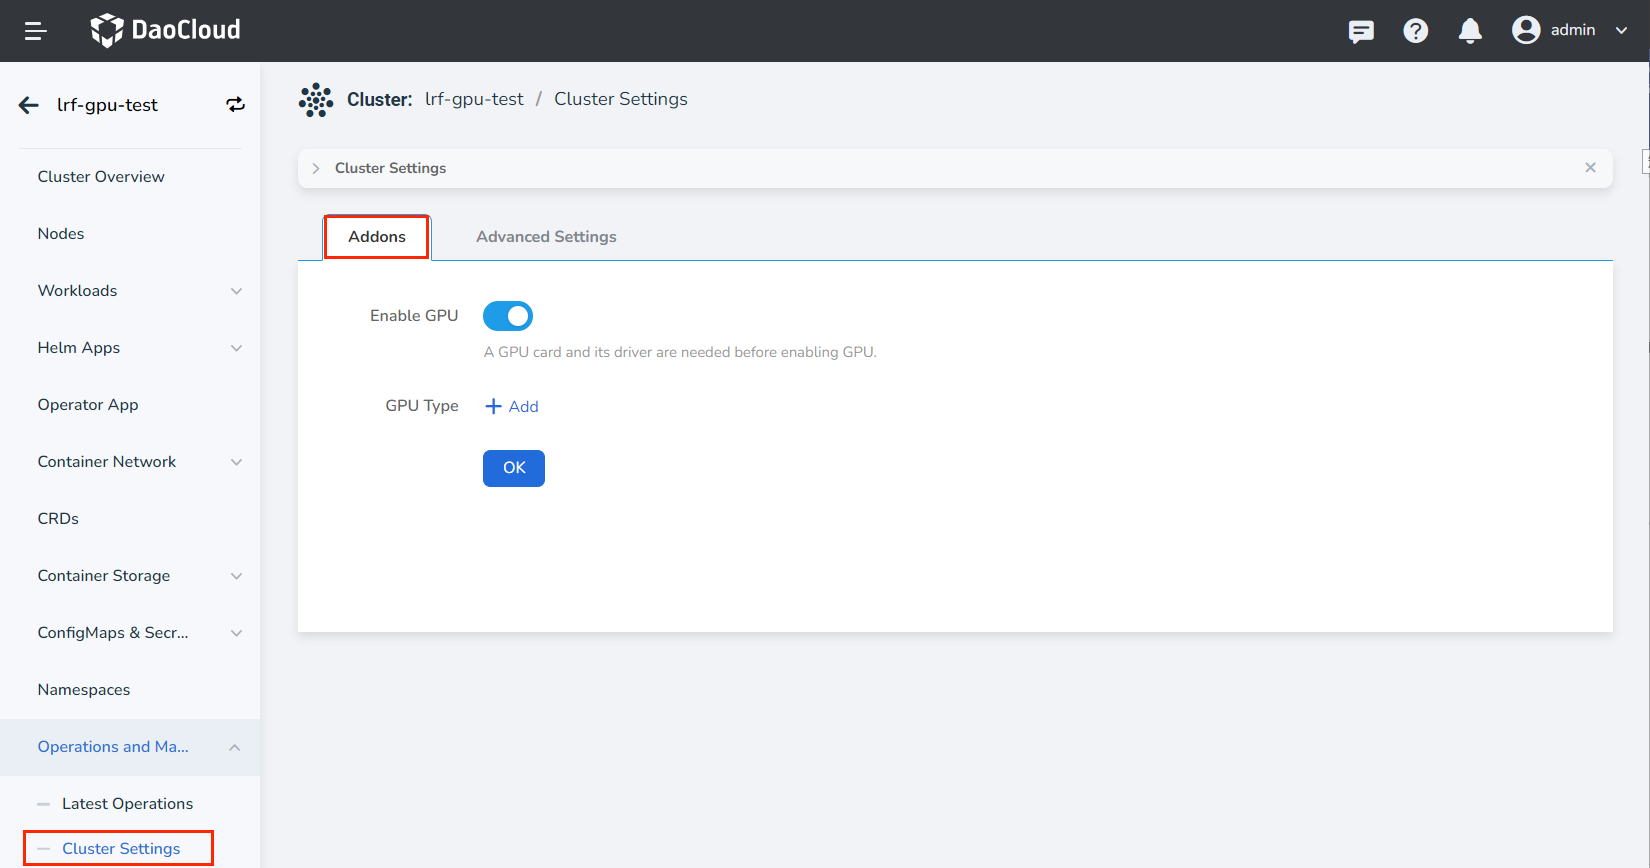 DaoCloud
admin
lrf-gpu-test
Cluster Overview
Nodes
Workloads
Helm Apps
Operator App
Container Network
CRDs
Container Storage
ConfigMaps & Secr...
Namespaces
Operations and Ma...
Latest Operations
Cluster Settings
Cluster: lrf-gpu-test / Cluster Settings
Cluster Settings
Addons Advanced Settings
Enable GPU
A GPU card and its driver are needed before enabling GPU.
GPU Type + Add
OK